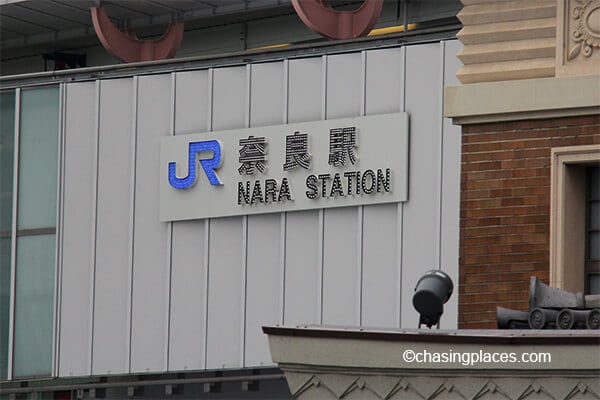 JR 奈良駅
NARA STATION
©chasingplaces.com